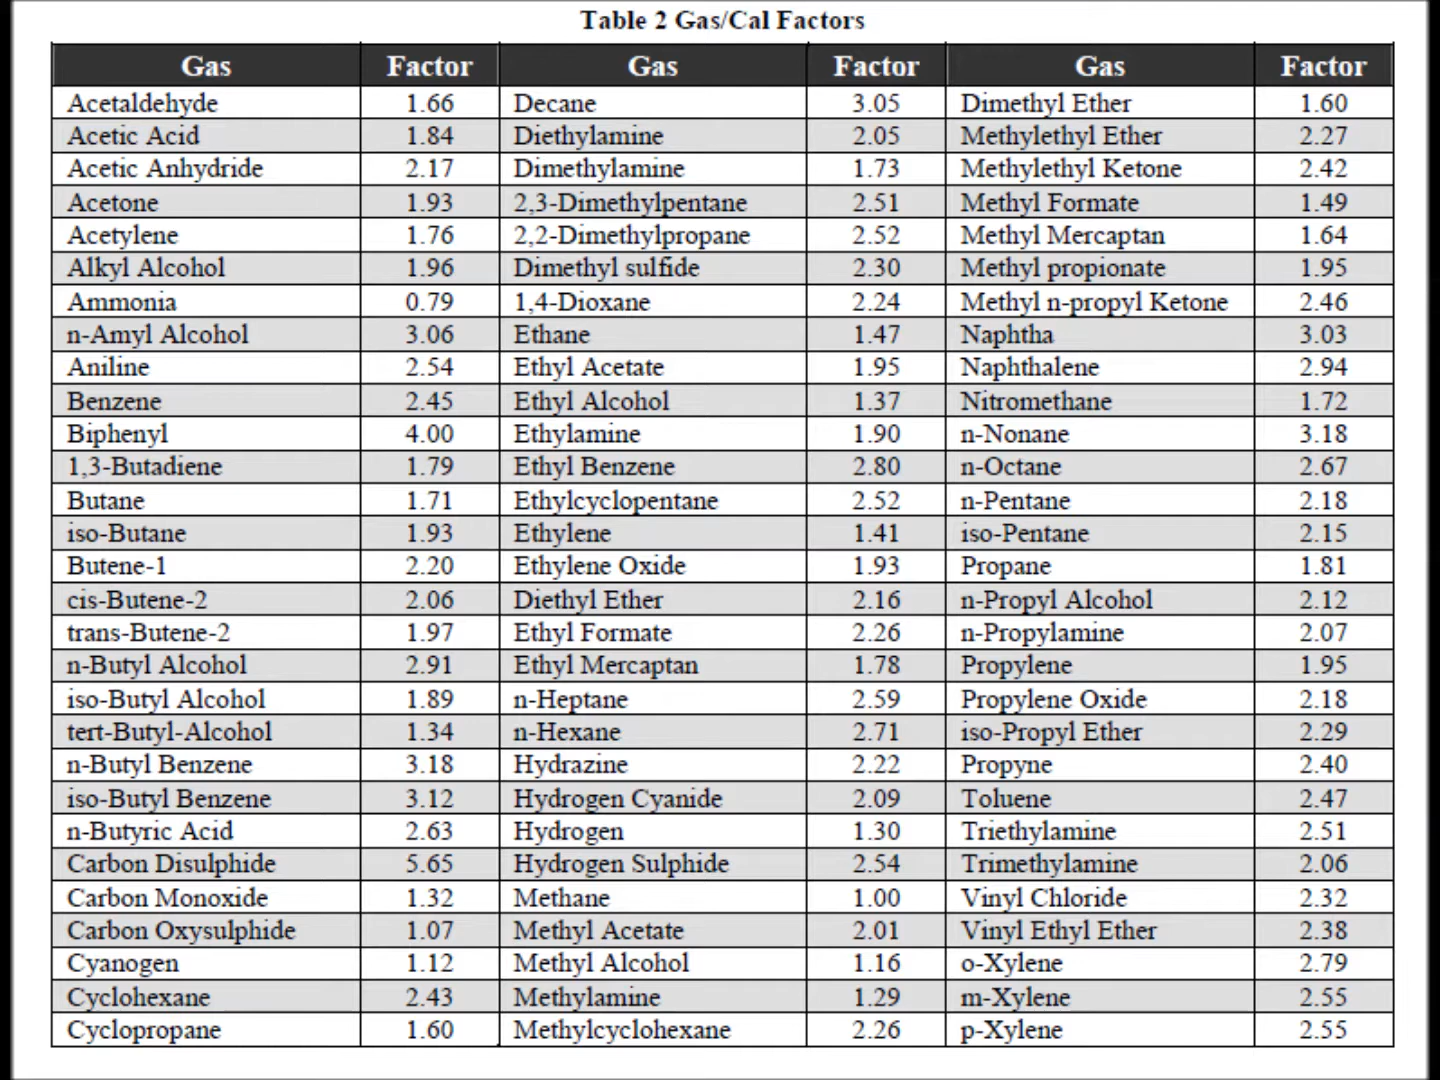 Table 2 Gas/Cal Factors
Gas Factor Gas Factor Gas Factor
Acetaldehyde 1.66 Decane 3.05 Dimethyl Ether 1.60
Acetic Acid 1.84 Diethylamine 2.05 Methylethyl Ether 2.27
Acetic Anhydride 2.17 Dimethylamine 1.73 Methylethyl Ketone 2.42
Acetone 1.93 2,3-Dimethylpentane 2.51 Methyl Formate 1.49
Acetylene 1.76 2,2-Dimethylpropane 2.52 Methyl Mercaptan 1.64
Alkyl Alcohol 1.96 Dimethyl sulfide 2.30 Methyl propionate 1.95
Ammonia 0.79 1,4-Dioxane 2.24 Methyl n-propyl Ketone 2.46
n-Amyl Alcohol 3.06 Ethane 1.47 Naphtha 3.03
Aniline 2.54 Ethyl Acetate 1.95 Naphthalene 2.94
Benzene 2.45 Ethyl Alcohol 1.37 Nitromethane 1.72
Biphenyl 4.00 Ethylamine 1.90 n-Nonane 3.18
1,3-Butadiene 1.79 Ethyl Benzene 2.80 n-Octane 2.67
Butane 1.71 Ethylcyclopentane 2.52 n-Pentane 2.18
iso-Butane 1.93 Ethylene 1.41 iso-Pentane 2.15
Butene-1 2.20 Ethylene Oxide 1.93 Propane 1.81
cis-Butene-2 2.06 Diethyl Ether 2.16 n-Propyl Alcohol 2.12
trans-Butene-2 1.97 Ethyl Formate 2.26 n-Propylamine 2.07
n-Butyl Alcohol 2.91 Ethyl Mercaptan 1.78 Propylene 1.95
iso-Butyl Alcohol 1.89 n-Heptane 2.59 Propylene Oxide 2.18
tert-Butyl-Alcohol 1.34 n-Hexane 2.71 iso-Propyl Ether 2.29
n-Butyl Benzene 3.18 Hydrazine 2.22 Propyne 2.40
iso-Butyl Benzene 3.12 Hydrogen Cyanide 2.09 Toluene 2.47
n-Butyric Acid 2.63 Hydrogen 1.30 Triethylamine 2.51
Carbon Disulphide 5.65 Hydrogen Sulphide 2.54 Trimethylamine 2.06
Carbon Monoxide 1.32 Methane 1.00 Vinyl Chloride 2.32
Carbon Oxysulphide 1.07 Methyl Acetate 2.01 Vinyl Ethyl Ether 2.38
Cyanogen 1.12 Methyl Alcohol 1.16 o-Xylene 2.79
Cyclohexane 2.43 Methylamine 1.29 m-Xylene 2.55
Cyclopropane 1.60 Methylcyclohexane 2.26 p-Xylene 2.55